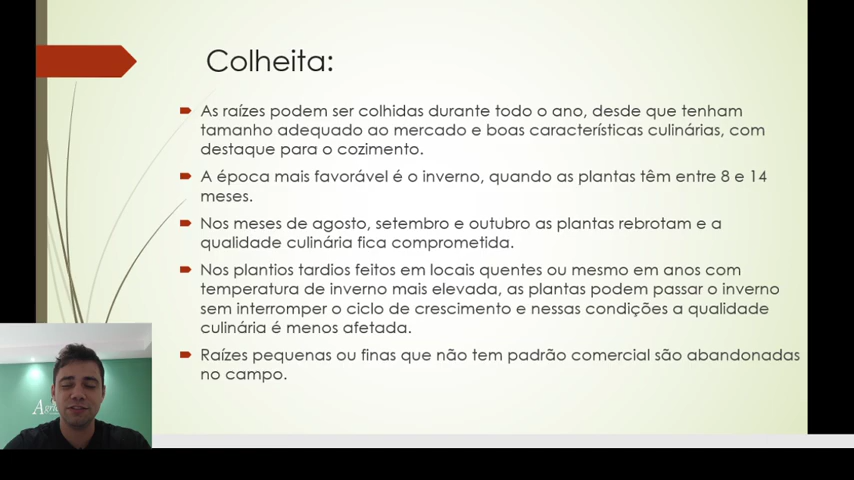 Colheita:
As raízes podem ser colhidas durante todo o ano, desde que tenham
tamanho adequado ao mercado e boas características culinárias, com
destaque para o cozimento.
A época mais favorável é o inverno, quando as plantas têm entre 8 e 14
meses.
Nos meses de agosto, setembro e outubro as plantas rebrotam e a
qualidade culinária fica comprometida.
Nos plantios tardios feitos em locais quentes ou mesmo em anos com
temperatura de inverno mais elevada, as plantas podem passar o inverno
sem interromper o ciclo de crescimento e nessas condições a qualidade
culinária é menos afetada.
Raízes pequenas ou finas que não tem padrão comercial são abandonadas
no campo.